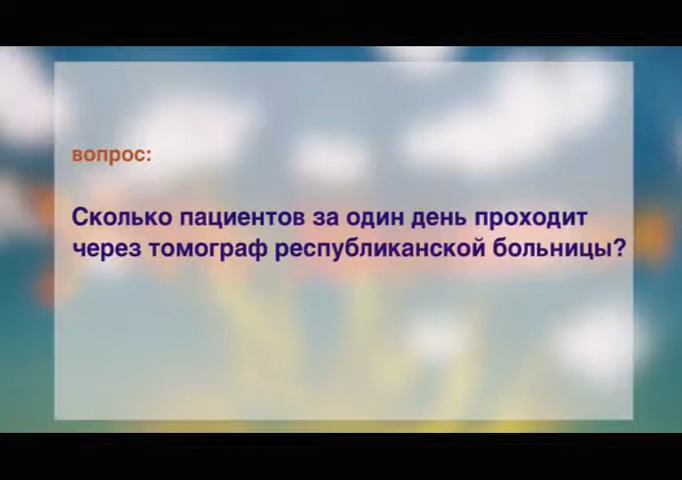 вопрос:
Сколько пациентов за один день проходит
через томограф республиканской больницы?